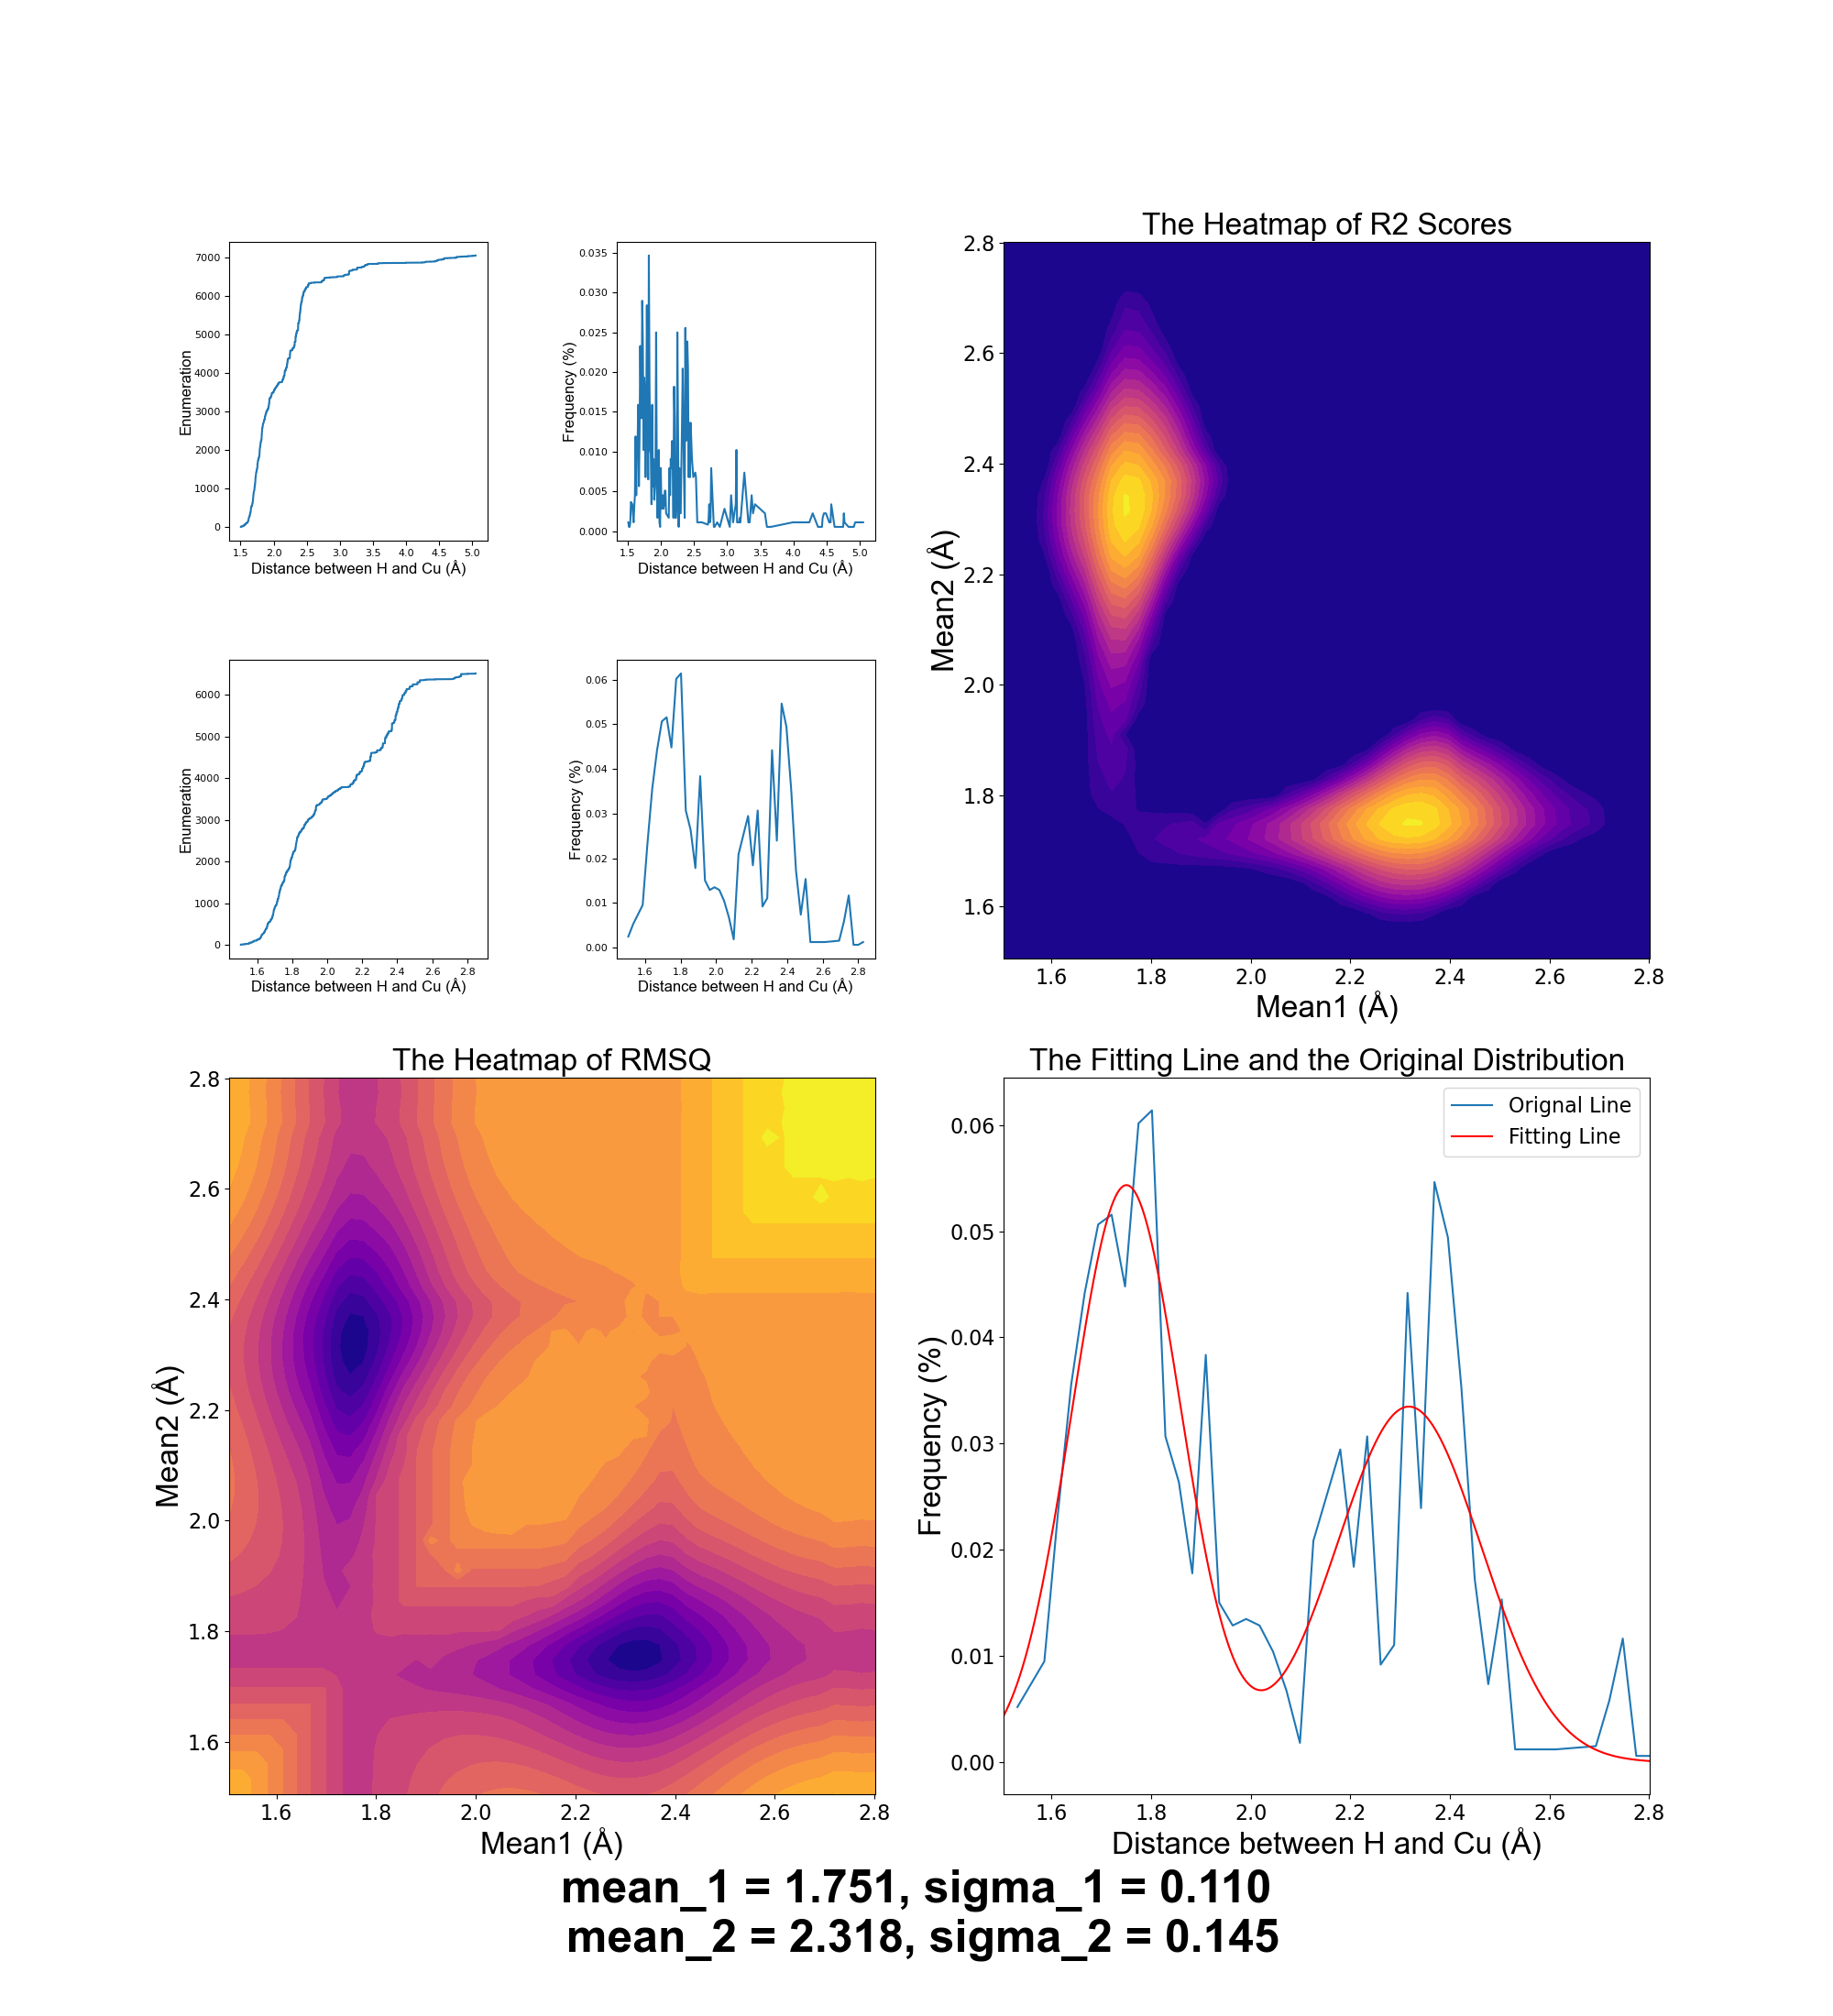 7000
6000
5000
4000
3000
2000
1000
0
Enumeration
1.5 2.0 2.5 3.0 3.5 4.0 4.5 5.0
Distance between H and Cu (Å)
0.035
0.030
0.025
0.020
0.015
0.010
0.005
0.000
Frequency (%)
1.5 2.0 2.5 3.0 3.5 4.0 4.5 5.0
Distance between H and Cu (Å)
6000
5000
4000
3000
2000
1000
0
Enumeration
1.6 1.8 2.0 2.2 2.4 2.6 2.8
Distance between H and Cu (Å)
0.06
0.05
0.04
0.03
0.02
0.01
0.00
Frequency (%)
1.6 1.8 2.0 2.2 2.4 2.6 2.8
Distance between H and Cu (Å)
The Heatmap of R2 Scores
2.8
2.6
2.4
2.2
2.0
1.8
1.6
Mean2 (Å)
1.6 1.8 2.0 2.2 2.4 2.6 2.8
Mean1 (Å)
The Heatmap of RMSQ
2.8
2.6
2.4
2.2
2.0
1.8
1.6
Mean2 (Å)
1.6 1.8 2.0 2.2 2.4 2.6 2.8
Mean1 (Å)
The Fitting Line and the Original Distribution
Orignal Line
Fitting Line
0.06
0.05
0.04
0.03
0.02
0.01
0.00
Frequency (%)
1.6 1.8 2.0 2.2 2.4 2.6 2.8
Distance between H and Cu (Å)
mean_1 = 1.751, sigma_1 = 0.110
mean_2 = 2.318, sigma_2 = 0.145